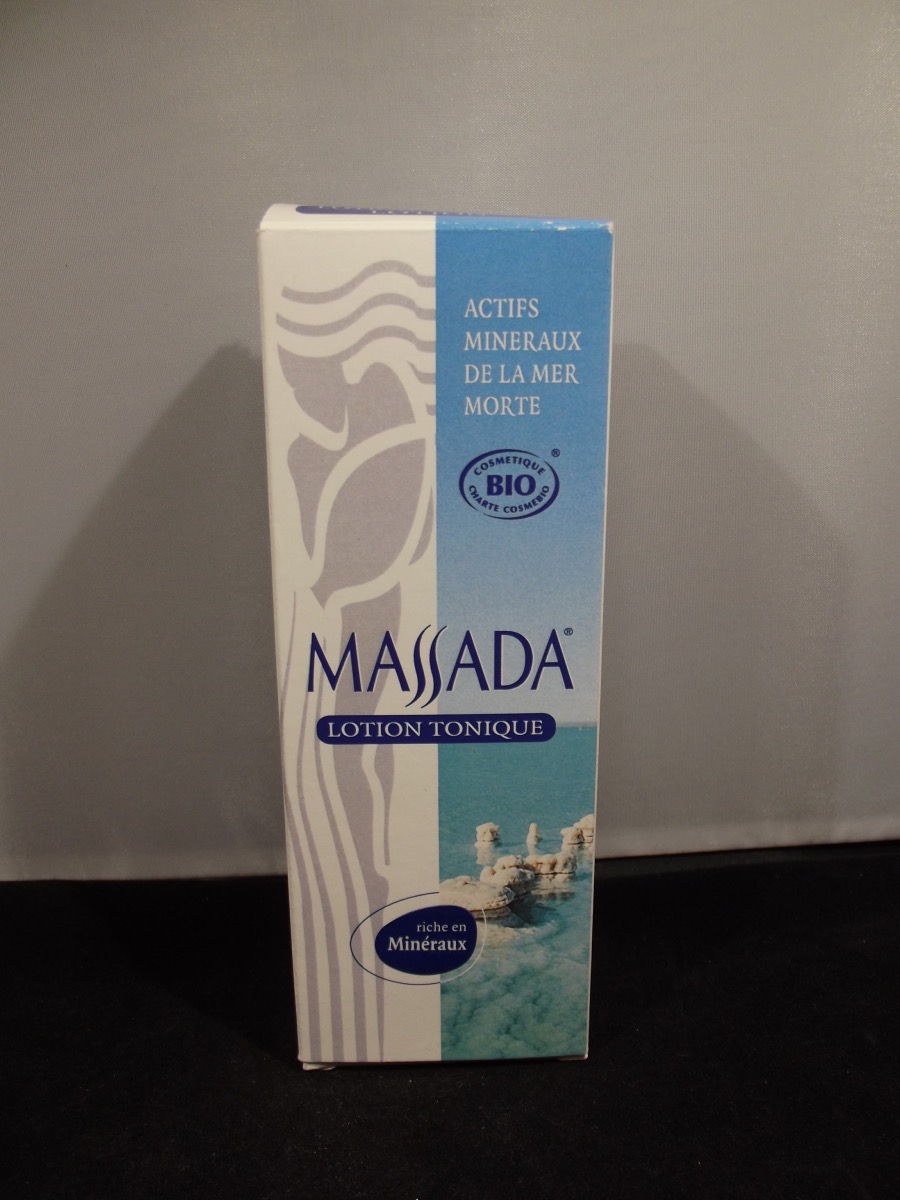 ACTIFS
MINERAUX
DE LA MER
MORTE
COSMETIQUE
BIO
CHARTE COSMEBIO
®
MASSADA®
LOTION TONIQUE
riche en
Minéraux